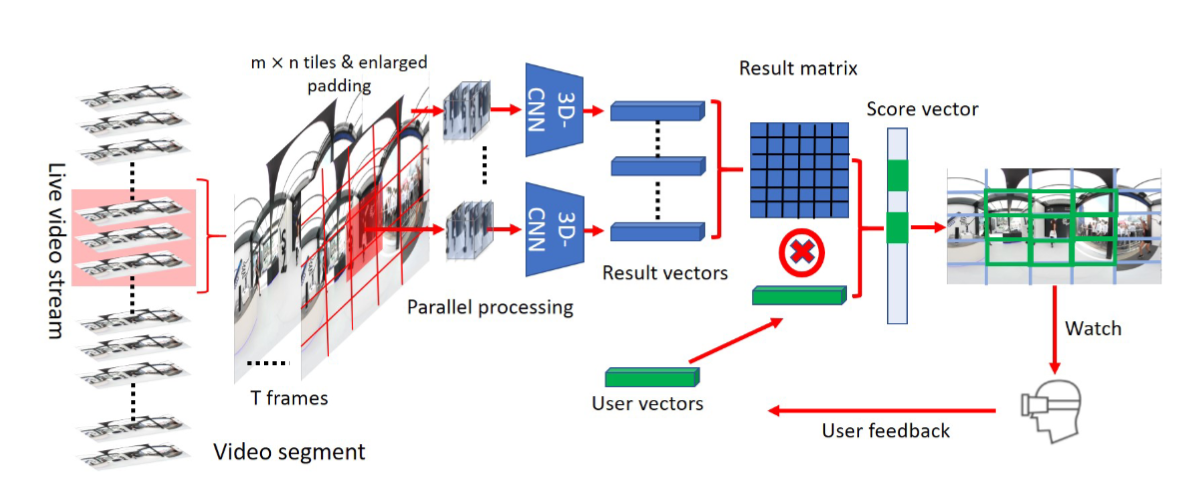 m × n tiles & enlarged
padding
Result matrix
Score vector
3D-
CNN
3D-
CNN
Live video stream
Result vectors
Parallel processing
Watch
T frames
User vectors
User feedback
Video segment